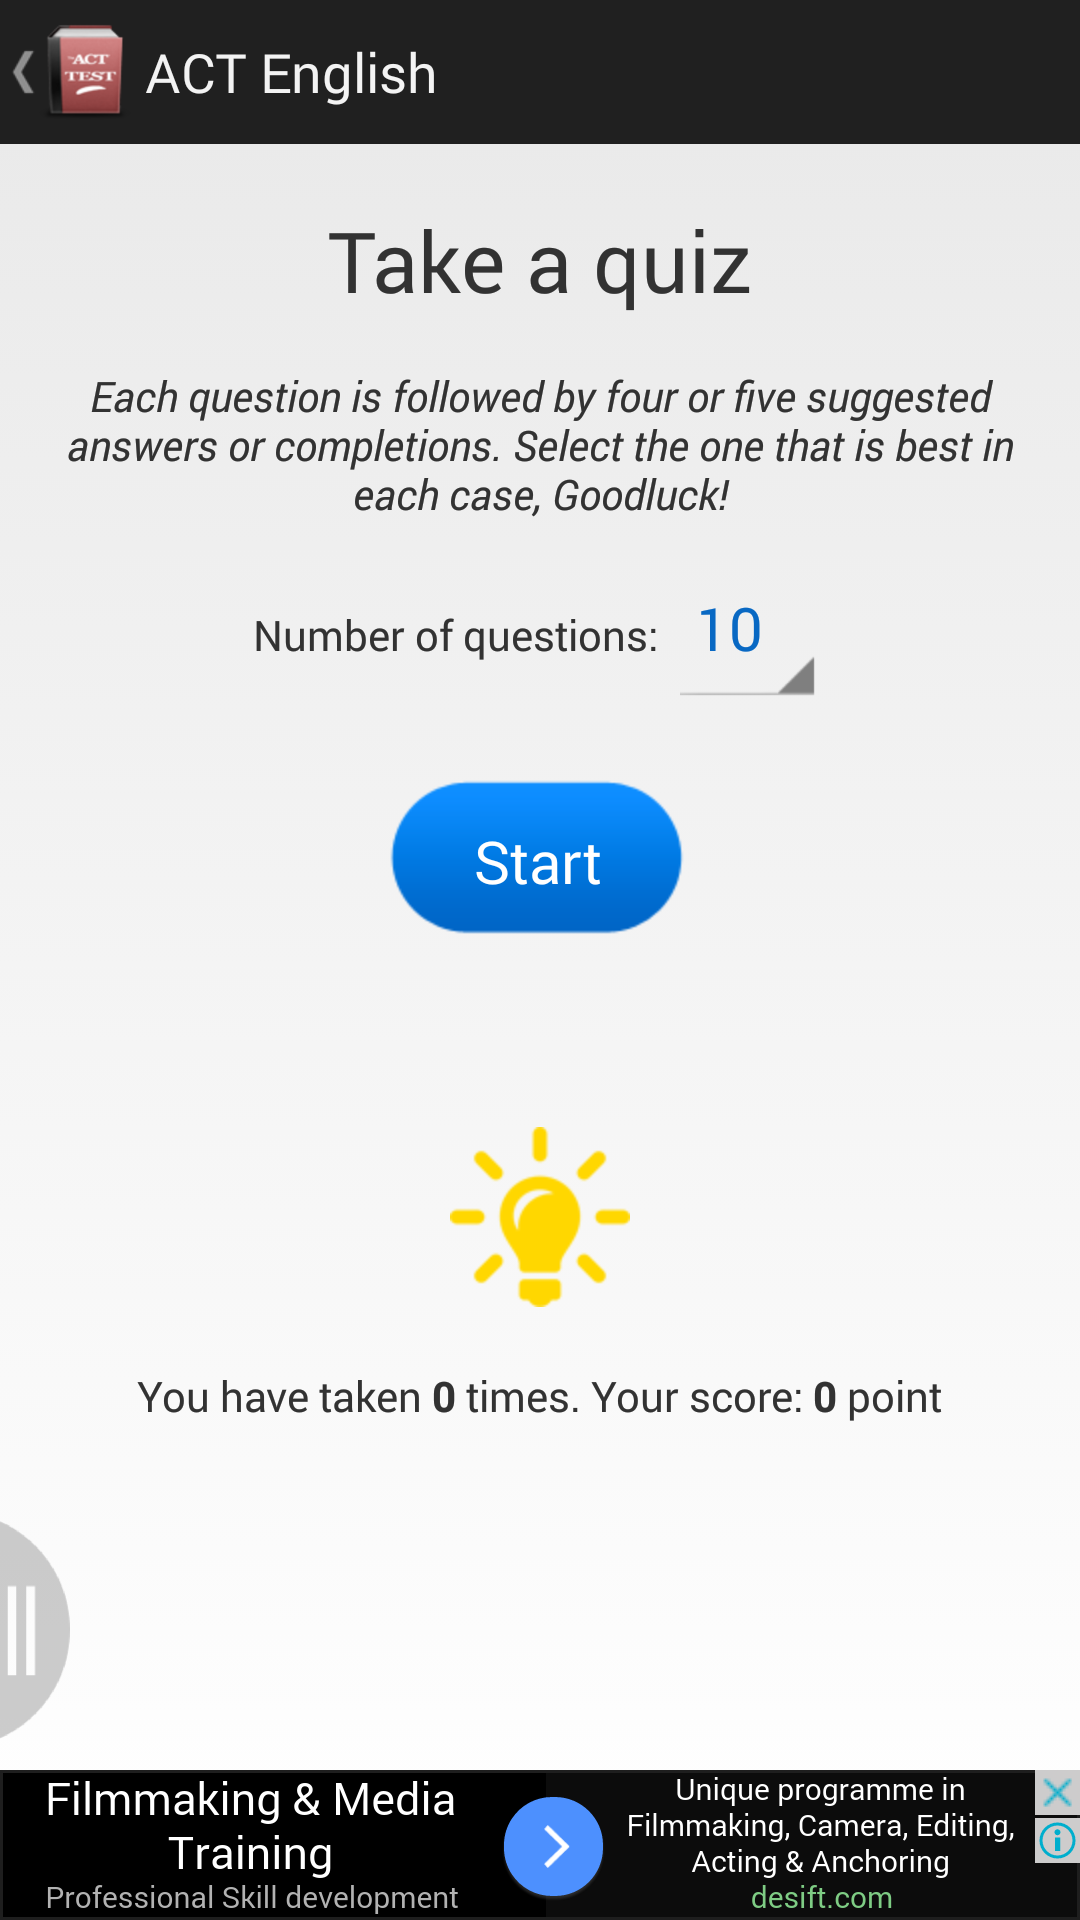 ACT
TEST
ACT English
Take a quiz
Each question is followed by four or five suggested
answers or completions. Select the one that is best in
each case, Goodluck!
Number of questions: 10
Start
You have taken 0 times. Your score: 0 point
Filmmaking & Media
Training
Professional Skill development
Unique programme in
Filmmaking, Camera, Editing,
Acting & Anchoring
desift.com